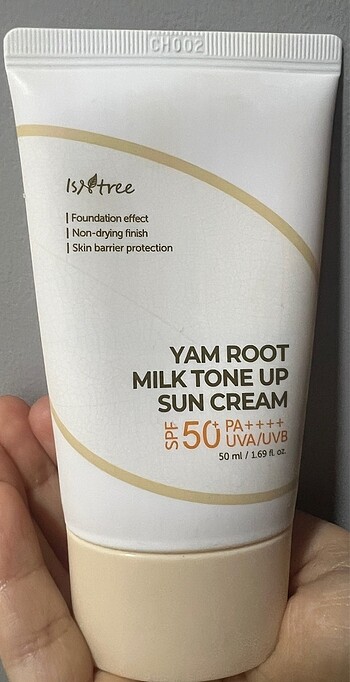 CH002
Isntree
Foundation effect
Non-drying finish
Skin barrier protection
YAM ROOT
MILK TONE UP
SUN CREAM
SPF 50+ PA++++
UVA/UVB
50 ml / 1.69 fl. oz.